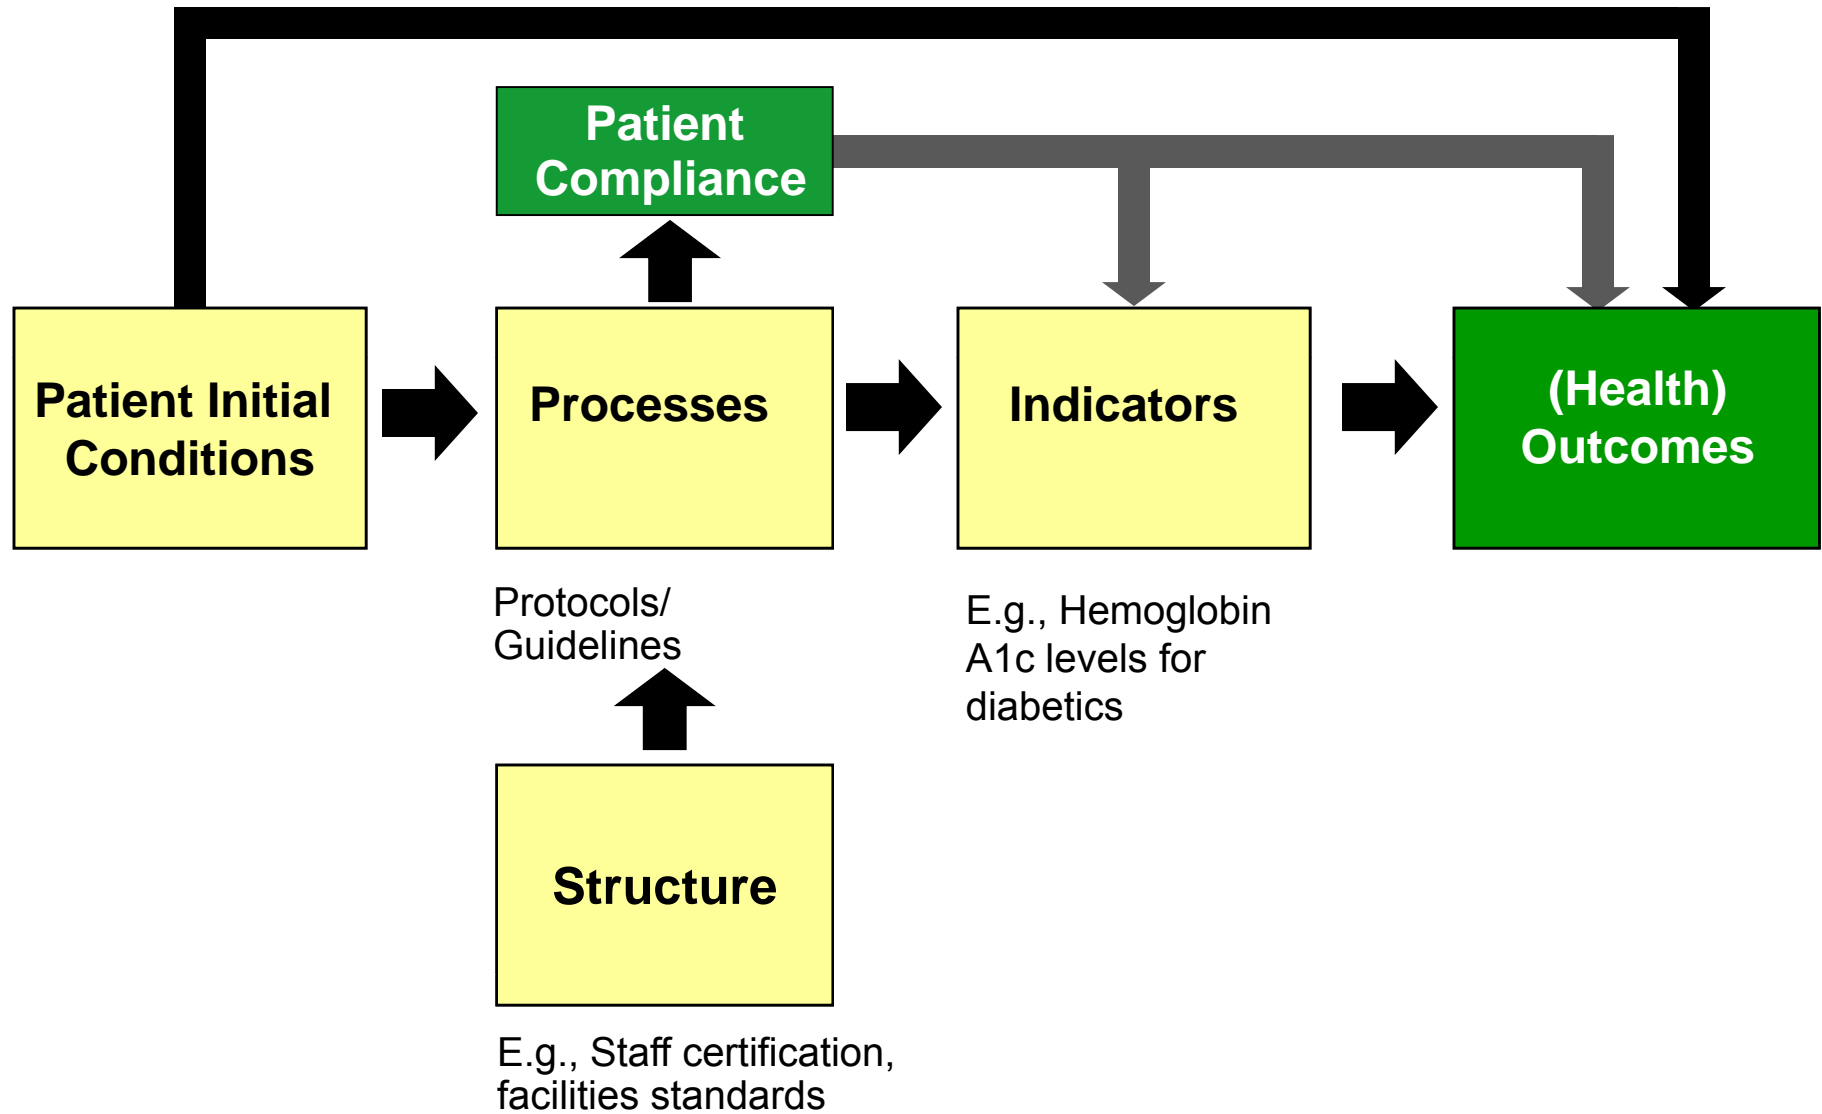 Patient
Compliance
Patient Initial
Conditions
Processes
Indicators
(Health)
Outcomes
Protocols/
Guidelines
E.g., Hemoglobin
A1c levels for
diabetics
Structure
E.g., Staff certification,
facilities standards